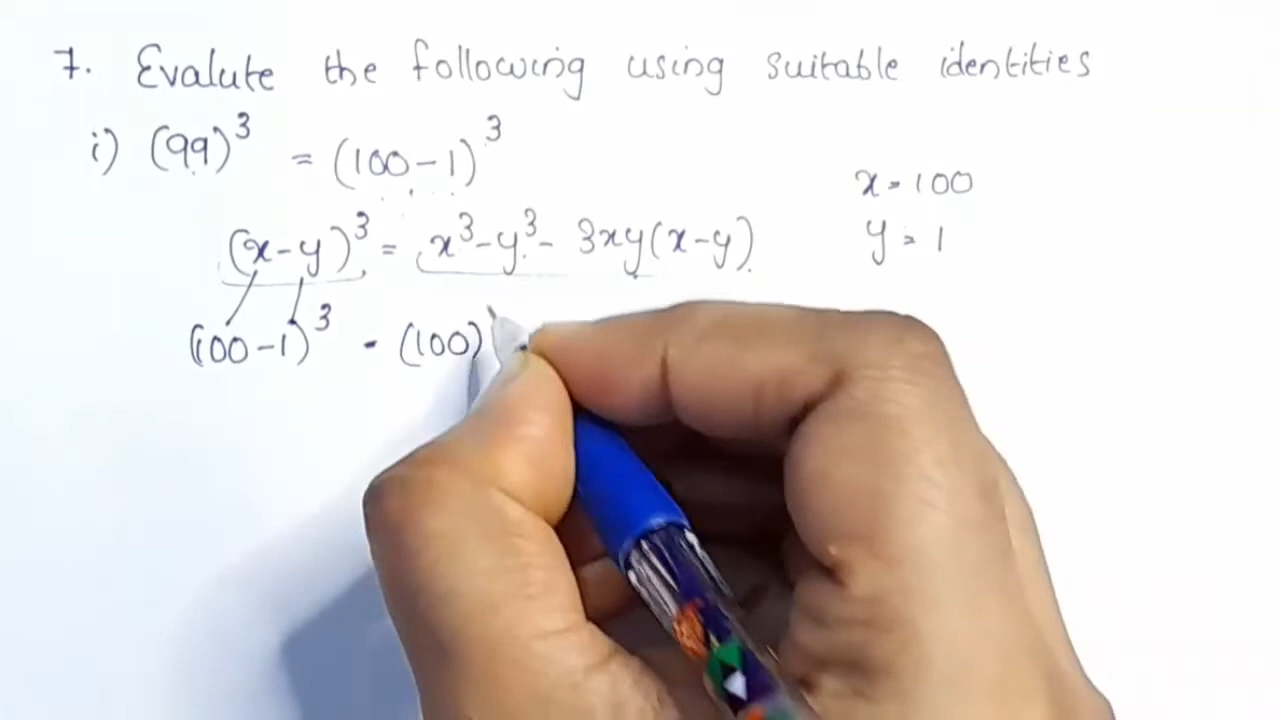 7. Evalute the following using suitable identities
i) (99)³ = (100-1)³
x = 100
(x-y)³ = x³-y³- 3xy(x-y)
y = 1
(100-1)³ - (100)